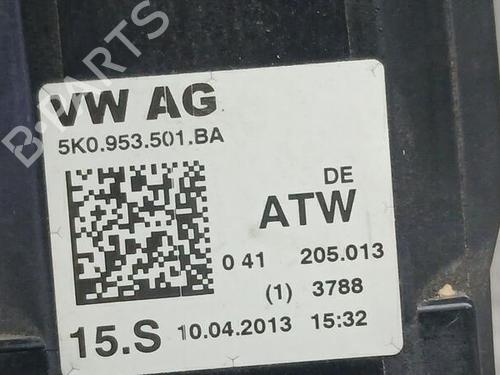 B-PARTS
VW AG
5K0.953.501.BA
DE
ATW
0 41 205.013
(1) 3788
15.S 10.04.2013 15:32